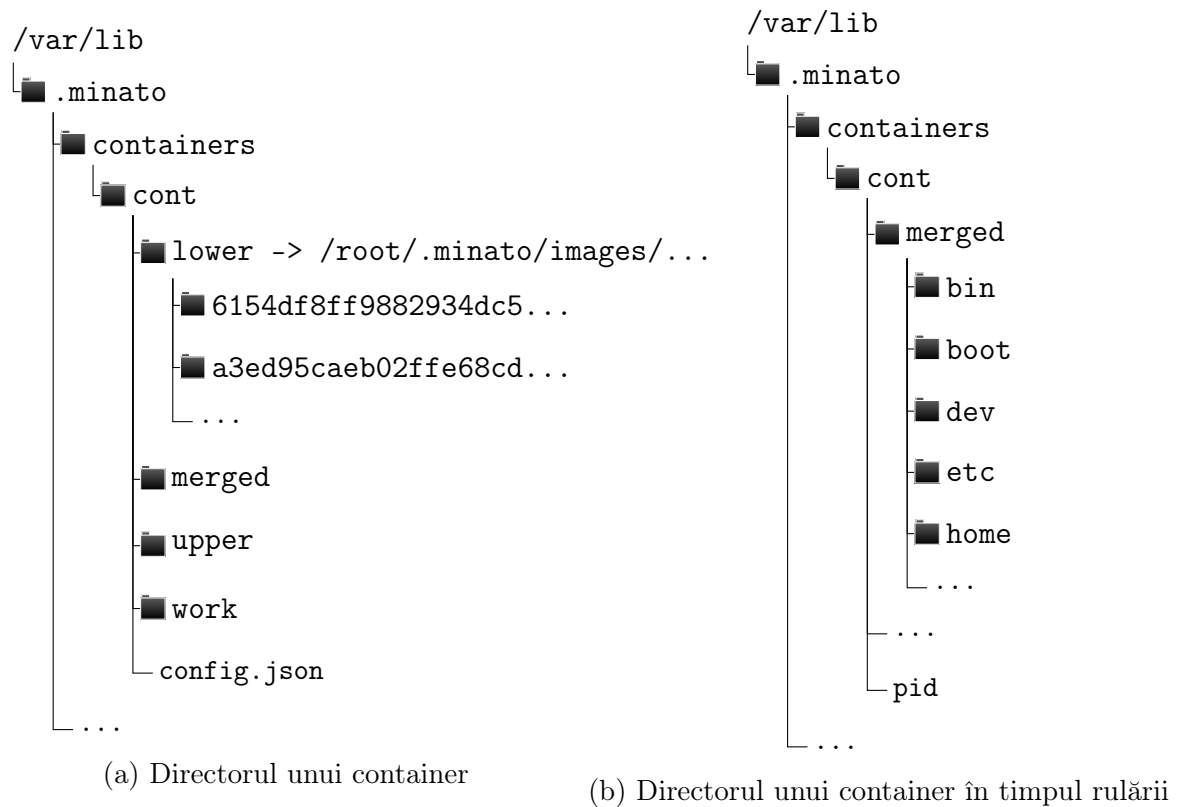 /var/lib
.minato
containers
cont
lower -> /root/.minato/images/...
6154df8ff9882934dc5...
a3ed95caeb02ffe68cd...
...
merged
upper
work
config.json
...
(a) Directorul unui container
/var/lib
.minato
containers
cont
merged
bin
boot
dev
etc
home
...
...
pid
...
(b) Directorul unui container în timpul rulării